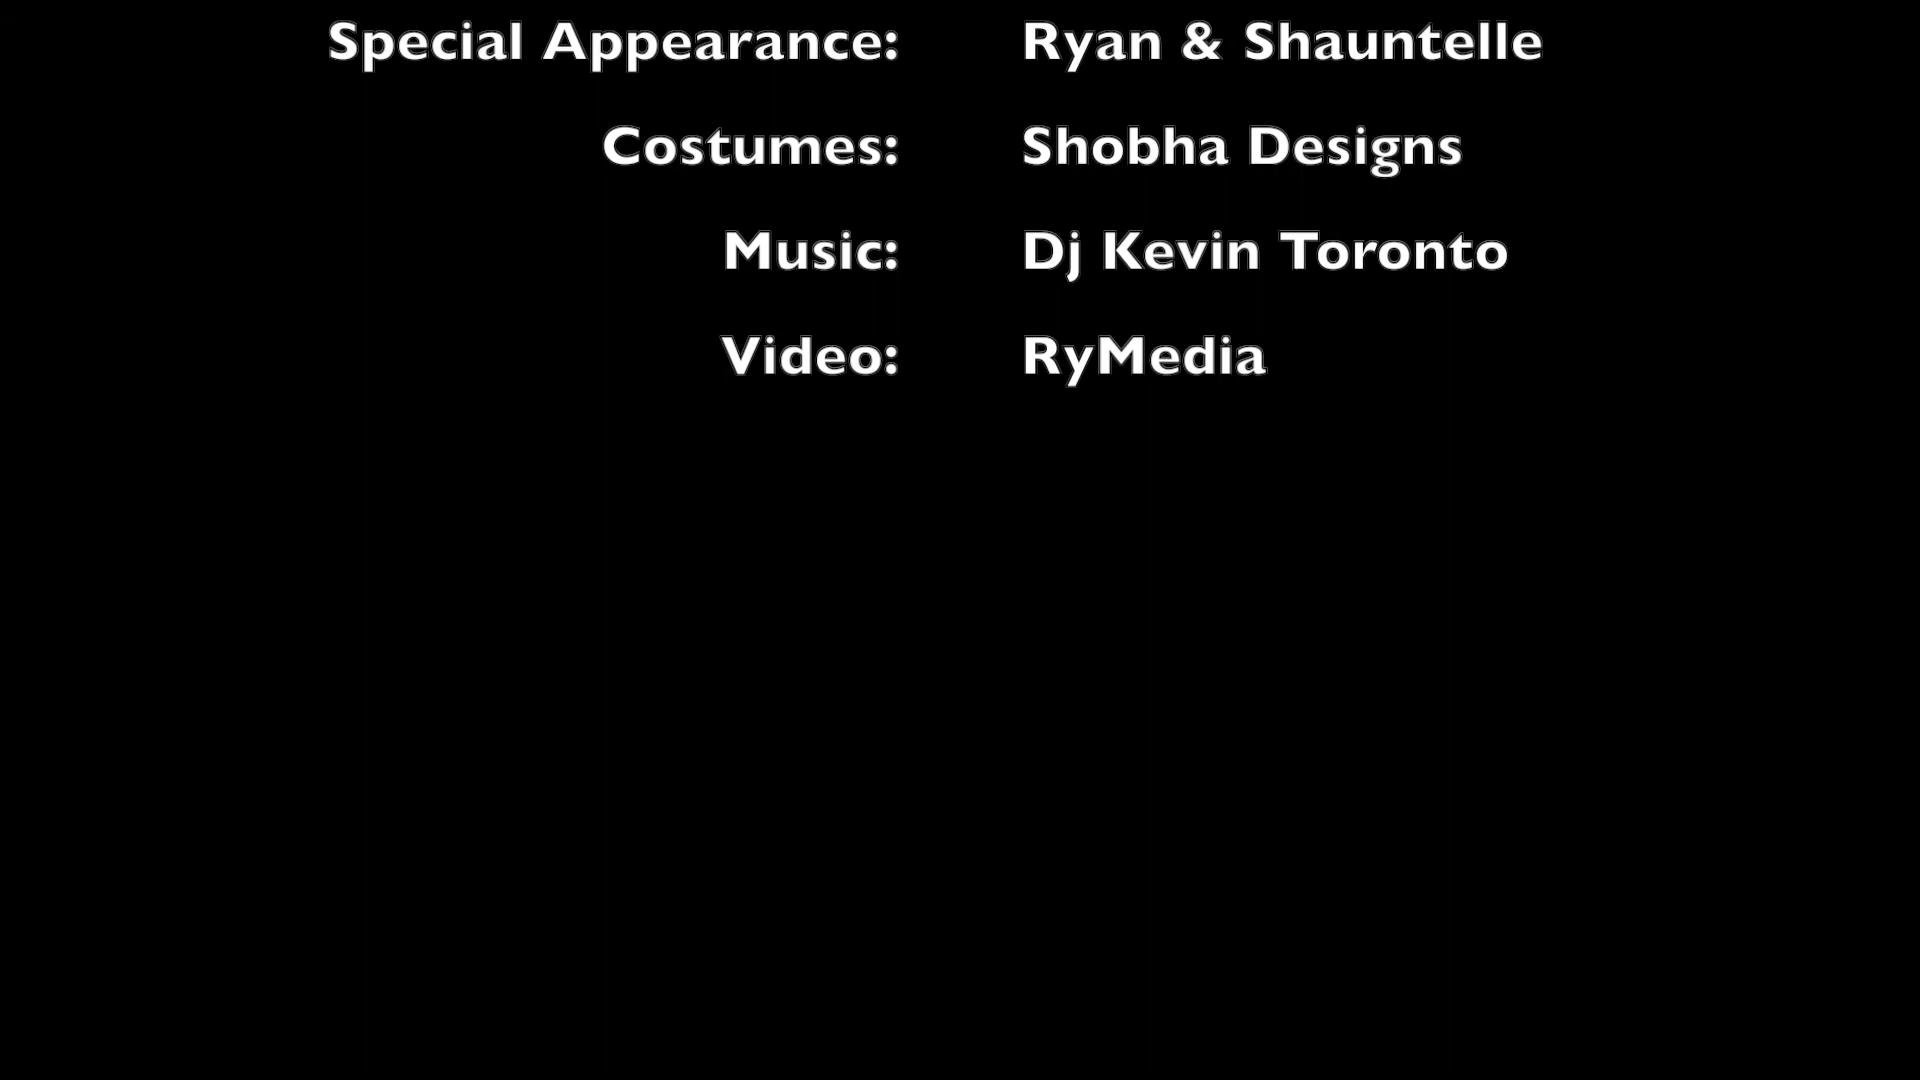 Special Appearance: Ryan & Shauntelle
Costumes: Shobha Designs
Music: Dj Kevin Toronto
Video: RyMedia